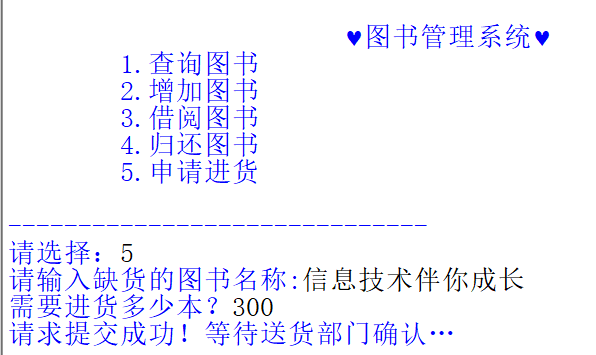 ♥图书管理系统♥
1.查询图书
2.增加图书
3.借阅图书
4.归还图书
5.申请进货
------------------------------
请选择：5
请输入缺货的图书名称:信息技术伴你成长
需要进货多少本？300
请求提交成功！等待送货部门确认…